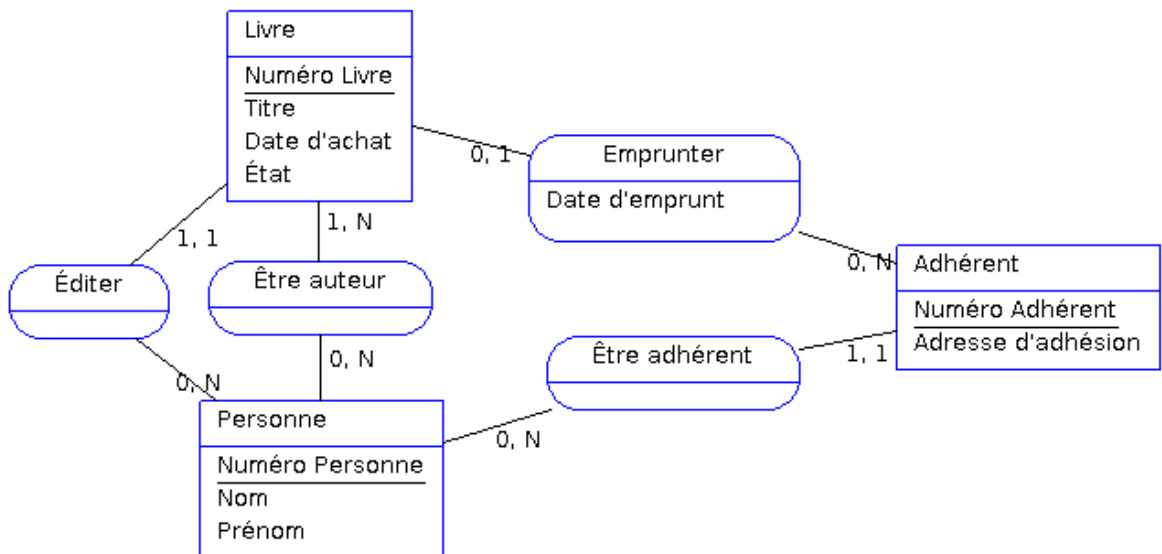 Livre
Numéro Livre
Titre
Date d'achat
État
0, 1
Emprunter
Date d'emprunt
1, 1
1, N
0, N
Éditer
Être auteur
Adhérent
Numéro Adhérent
Adresse d'adhésion
Être adhérent
1, 1
0, N
0, N
0, N
Personne
Numéro Personne
Nom
Prénom